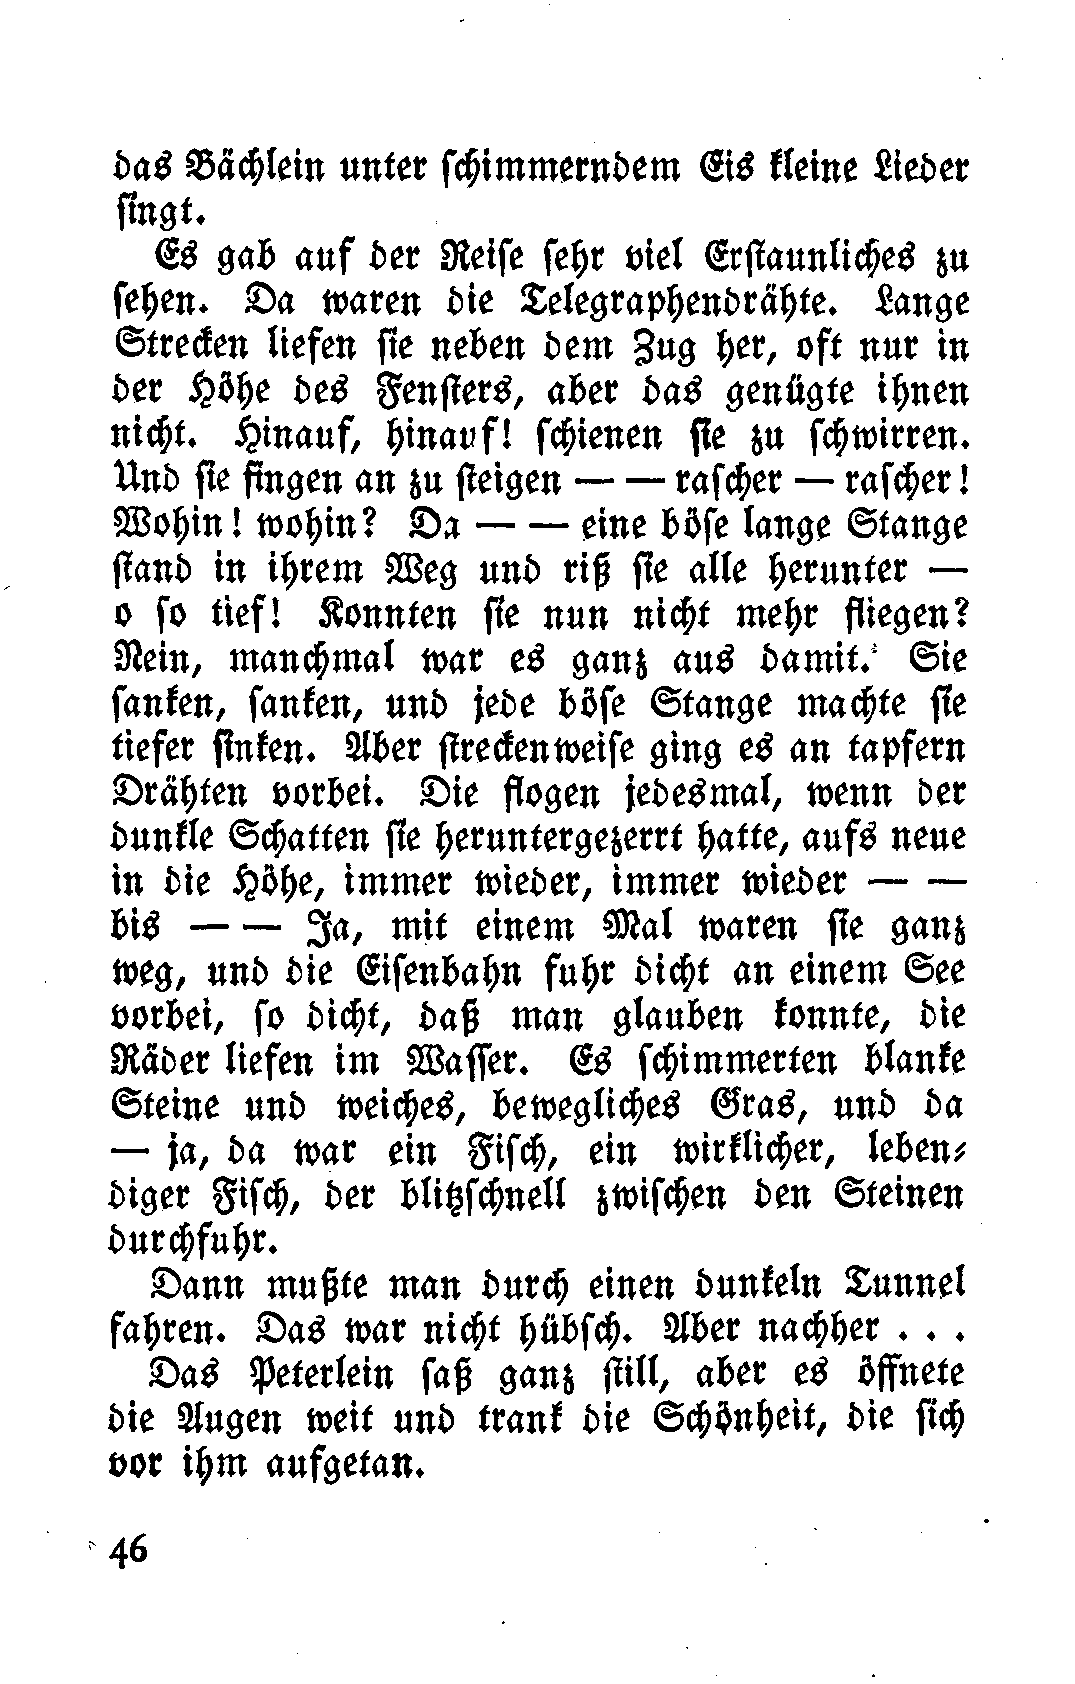 das Bächlein unter schimmerndem Eis kleine Lieder
singt.
Es gab auf der Reise sehr viel Erstaunliches zu
sehen. Da waren die Telegraphendrähte. Lange
Strecken liefen sie neben dem Zug her, oft nur in
der Höhe des Fensters, aber das genügte ihnen
nicht. Hinauf, hinauf! schienen sie zu schwirren.
Und sie fingen an zu steigen — — rascher — rascher!
Wohin! wohin? Da — — eine böse lange Stange
stand in ihrem Weg und riß sie alle herunter —
o so tief! Konnten sie nun nicht mehr fliegen?
Nein, manchmal war es ganz aus damit. Sie
sanken, sanken, und jede böse Stange machte sie
tiefer sinken. Aber streckenweise ging es an tapfern
Drähten vorbei. Die flogen jedesmal, wenn der
dunkle Schatten sie heruntergezerrt hatte, aufs neue
in die Höhe, immer wieder, immer wieder — —
bis — — Ja, mit einem Mal waren sie ganz
weg, und die Eisenbahn fuhr dicht an einem See
vorbei, so dicht, daß man glauben konnte, die
Räder liefen im Wasser. Es schimmerten blanke
Steine und weiches, bewegliches Gras, und da
— ja, da war ein Fisch, ein wirklicher, leben-
diger Fisch, der blitzschnell zwischen den Steinen
durchfuhr.
Dann mußte man durch einen dunkeln Tunnel
fahren. Das war nicht hübsch. Aber nachher . . .
Das Peterlein saß ganz still, aber es öffnete
die Augen weit und trank die Schönheit, die sich
vor ihm aufgetan.
46